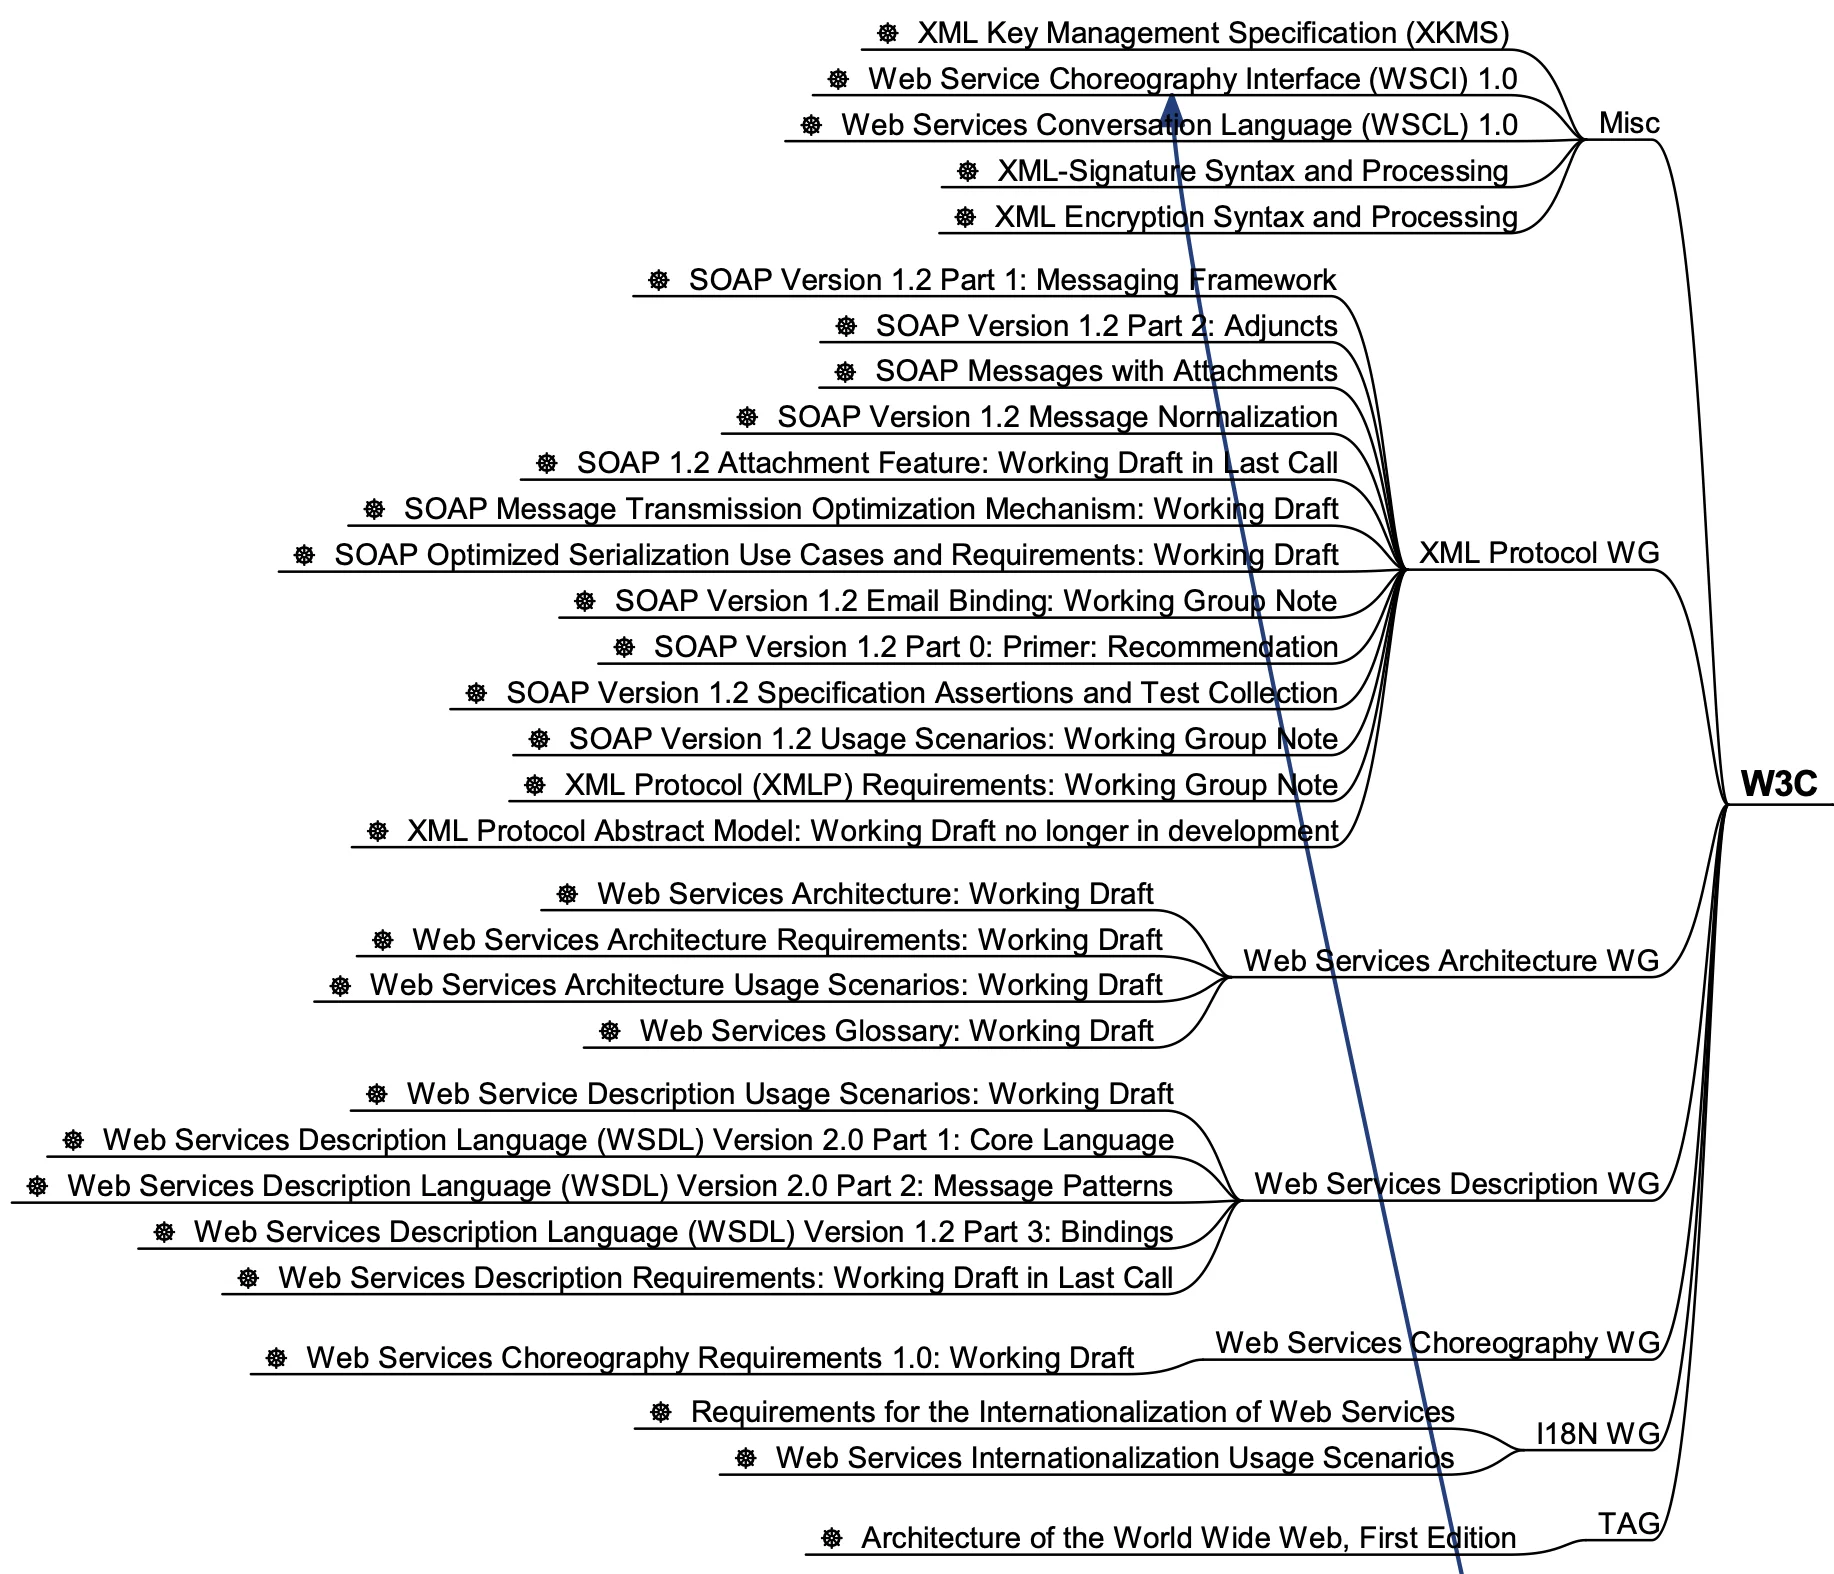 XML Key Management Specification (XKMS)
Web Service Choreography Interface (WSCI) 1.0
Web Services Conversation Language (WSCL) 1.0
XML-Signature Syntax and Processing
XML Encryption Syntax and Processing
Misc
SOAP Version 1.2 Part 1: Messaging Framework
SOAP Version 1.2 Part 2: Adjuncts
SOAP Messages with Attachments
SOAP Version 1.2 Message Normalization
SOAP 1.2 Attachment Feature: Working Draft in Last Call
SOAP Message Transmission Optimization Mechanism: Working Draft
SOAP Optimized Serialization Use Cases and Requirements: Working Draft
SOAP Version 1.2 Email Binding: Working Group Note
SOAP Version 1.2 Part 0: Primer: Recommendation
SOAP Version 1.2 Specification Assertions and Test Collection
SOAP Version 1.2 Usage Scenarios: Working Group Note
XML Protocol (XMLP) Requirements: Working Group Note
XML Protocol Abstract Model: Working Draft no longer in development
XML Protocol WG
W3C
Web Services Architecture: Working Draft
Web Services Architecture Requirements: Working Draft
Web Services Architecture Usage Scenarios: Working Draft
Web Services Glossary: Working Draft
Web Services Architecture WG
Web Service Description Usage Scenarios: Working Draft
Web Services Description Language (WSDL) Version 2.0 Part 1: Core Language
Web Services Description Language (WSDL) Version 2.0 Part 2: Message Patterns
Web Services Description Language (WSDL) Version 1.2 Part 3: Bindings
Web Services Description Requirements: Working Draft in Last Call
Web Services Description WG
Web Services Choreography Requirements 1.0: Working Draft
Web Services Choreography WG
Requirements for the Internationalization of Web Services
Web Services Internationalization Usage Scenarios
I18N WG
Architecture of the World Wide Web, First Edition
TAG